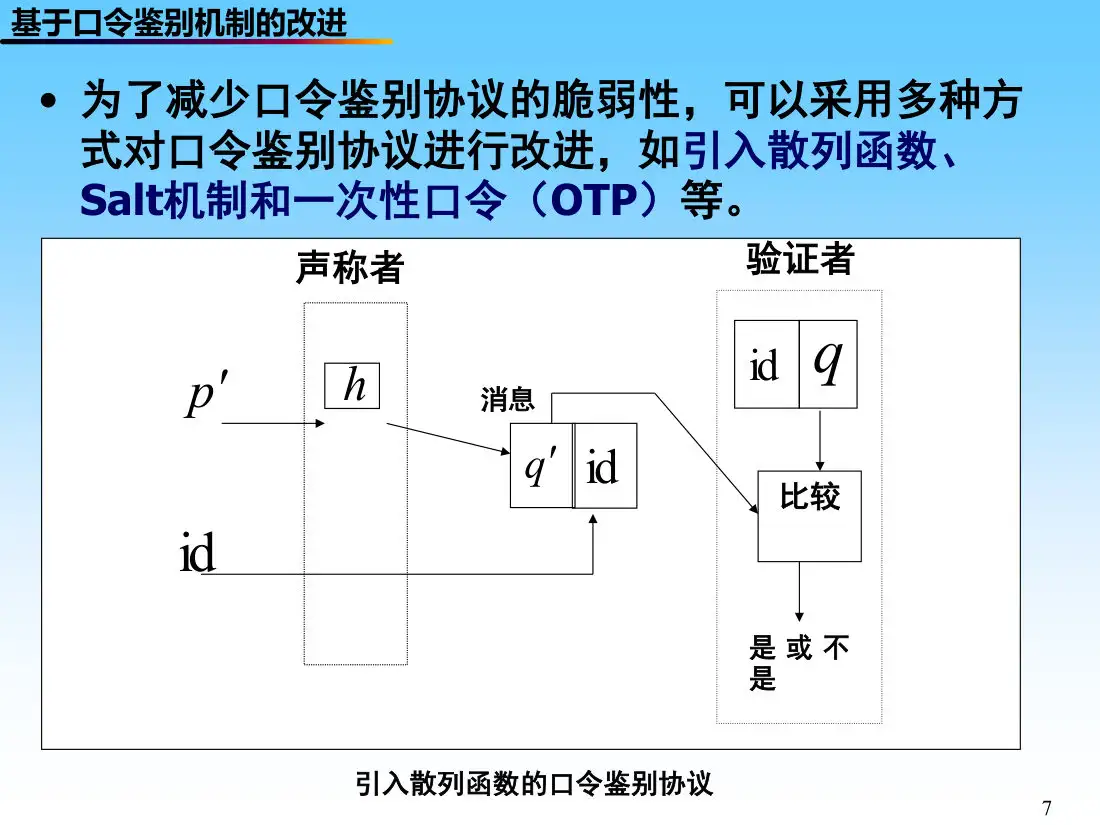 基于口令鉴别机制的改进
• 为了减少口令鉴别协议的脆弱性，可以采用多种方
式对口令鉴别协议进行改进，如引入散列函数、
Salt机制和一次性口令（OTP）等。
声称者
验证者
id q
p′
h
消息
q′ id
比较
id
是 或 不
是
引入散列函数的口令鉴别协议
7